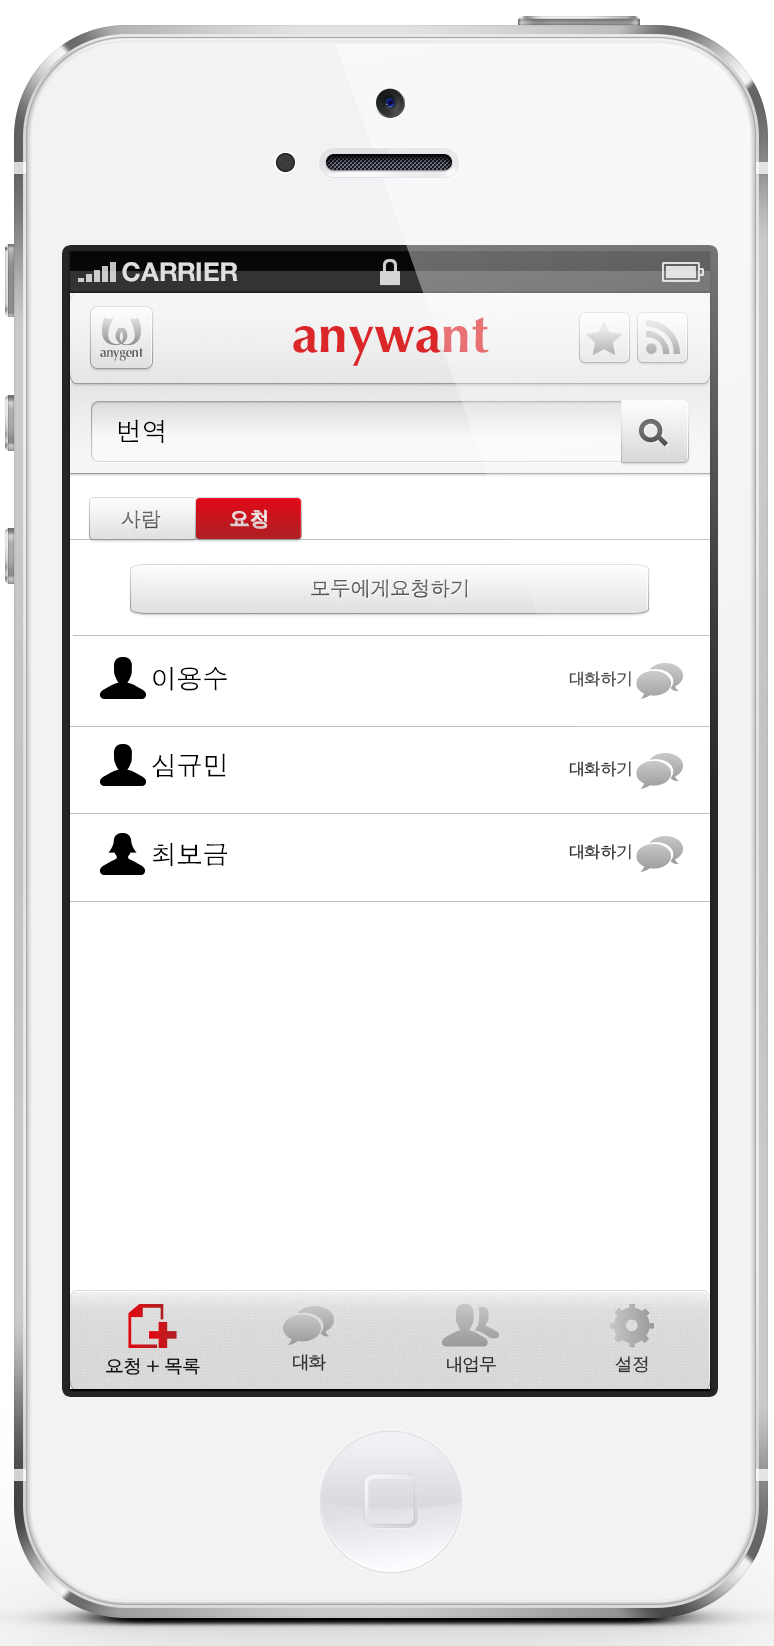 CARRIER
anygent
anywant
번역
사람
요청
모두에게요청하기
이용수
대화하기
심규민
대화하기
최보금
대화하기
요청 + 목록
대화
내업무
설정